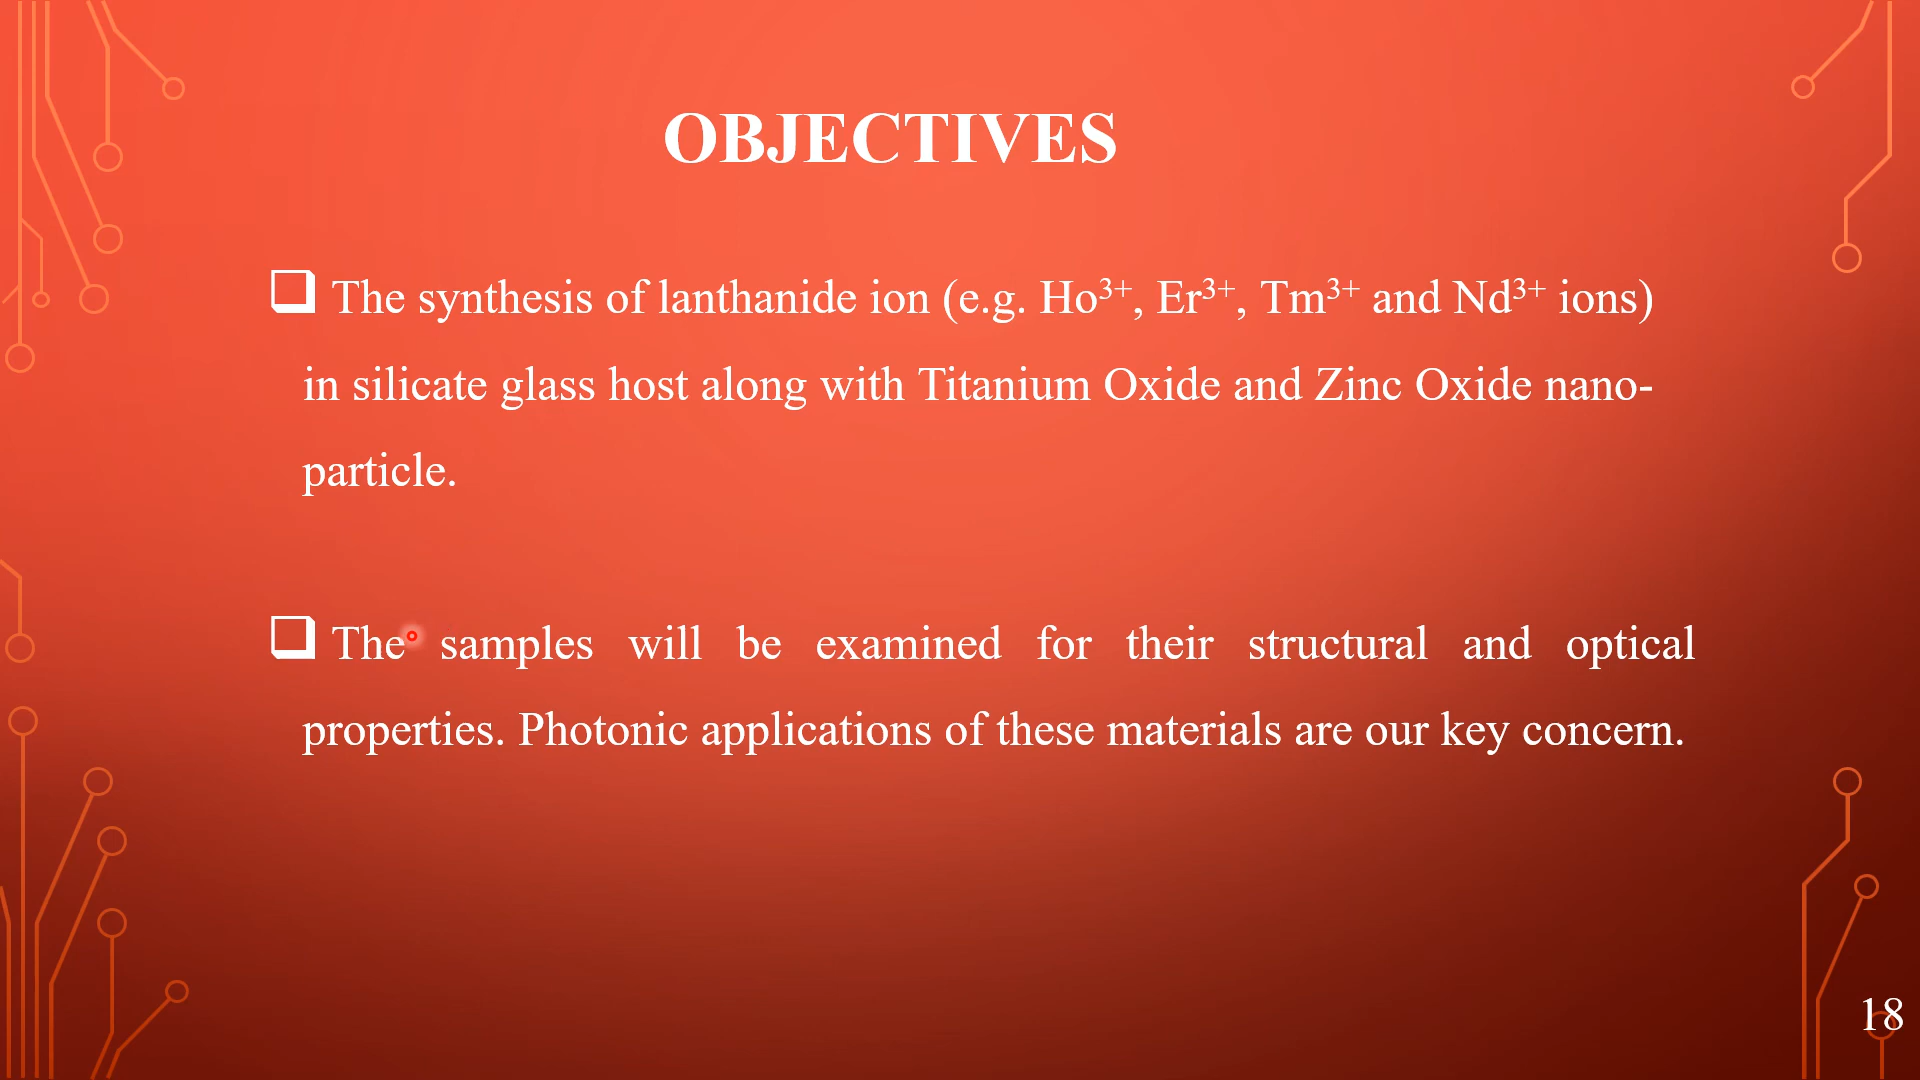 OBJECTIVES
❑ The synthesis of lanthanide ion (e.g. Ho³⁺, Er³⁺, Tm³⁺ and Nd³⁺ ions)
in silicate glass host along with Titanium Oxide and Zinc Oxide nano-
particle.
❑ The samples will be examined for their structural and optical
properties. Photonic applications of these materials are our key concern.
18